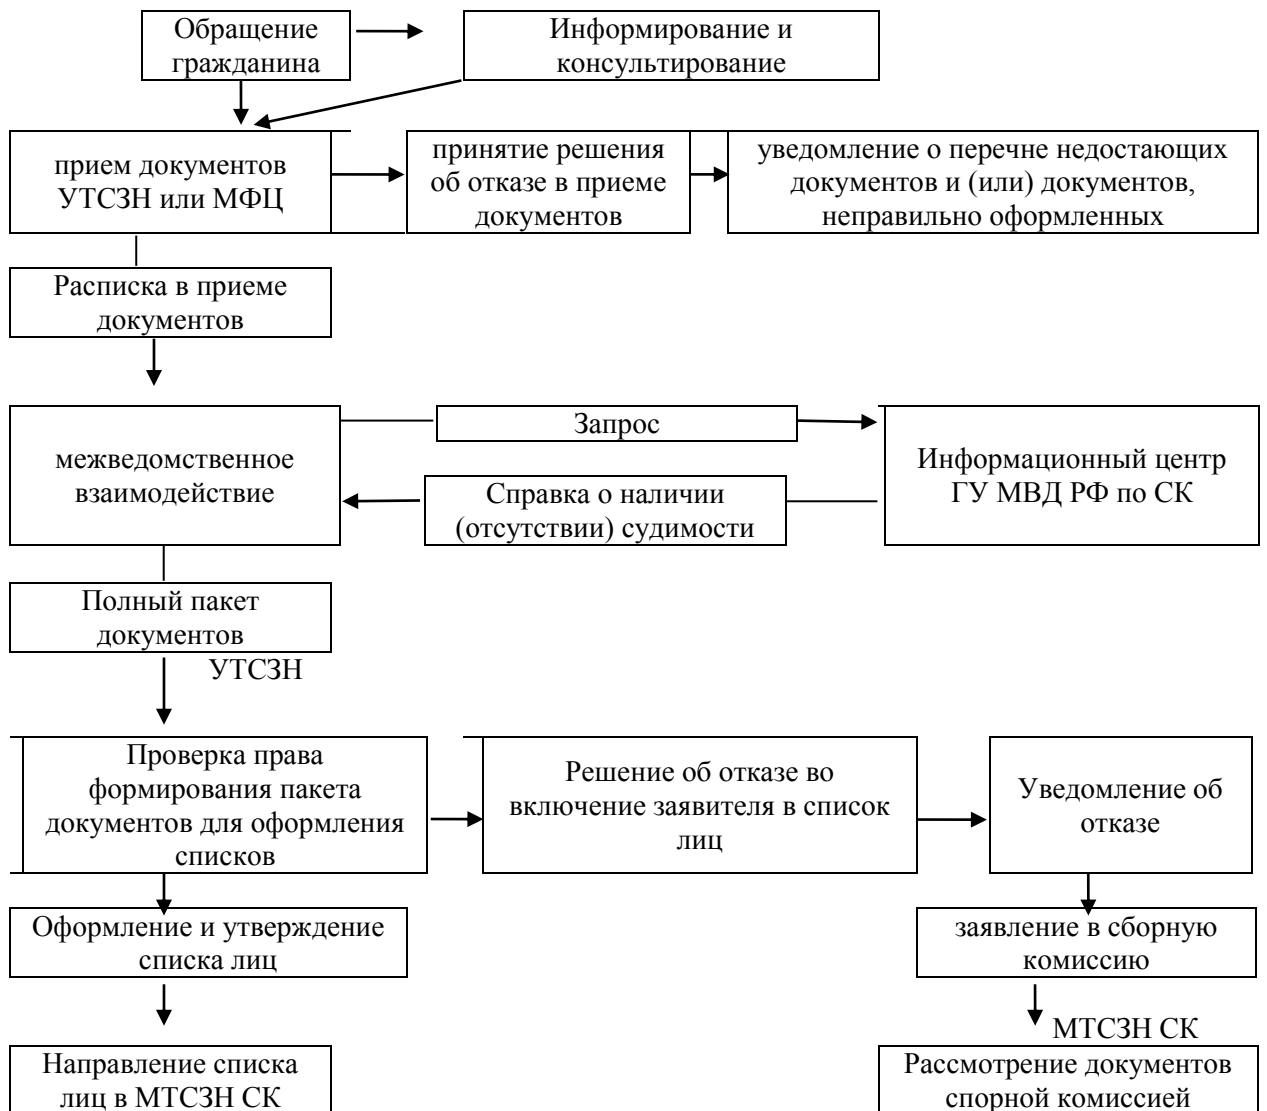 Обращение
гражданина
Информирование и
консультирование
прием документов
УТСЗН или МФЦ
принятие решения
об отказе в приеме
документов
уведомление о перечне недостающих
документов и (или) документов,
неправильно оформленных
Расписка в приеме
документов
межведомственное
взаимодействие
Запрос
Справка о наличии
(отсутствии) судимости
Информационный центр
ГУ МВД РФ по СК
Полный пакет
документов
УТСЗН
Проверка права
формирования пакета
документов для оформления
списков
Решение об отказе во
включение заявителя в список
лиц
Уведомление об
отказе
Оформление и утверждение
списка лиц
заявление в сборную
комиссию
МТСЗН СК
Направление списка
лиц в МТСЗН СК
Рассмотрение документов
спорной комиссией